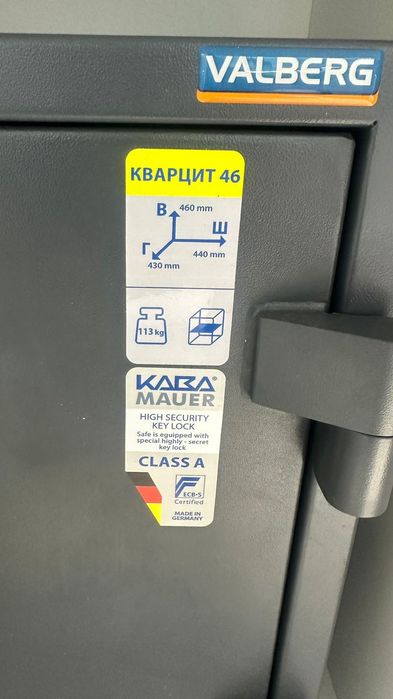 VALBERG
КВАРЦИТ 46
В 460 mm
Ш
Г 440 mm
430 mm
113 kg
KABA®
MAUER
HIGH SECURITY
KEY LOCK
Safe is equipped with
special highly - secret
key lock
CLASS A
ECB•S
Certified
MADE IN
GERMANY